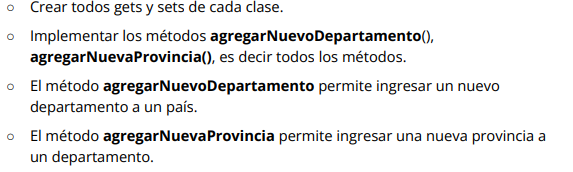 ○ Crear todos gets y sets de cada clase.
○ Implementar los métodos agregarNuevoDepartamento(),
agregarNuevaProvincia(), es decir todos los métodos.
○ El método agregarNuevoDepartamento permite ingresar un nuevo
departamento a un país.
○ El método agregarNuevaProvincia permite ingresar una nueva provincia a
un departamento.